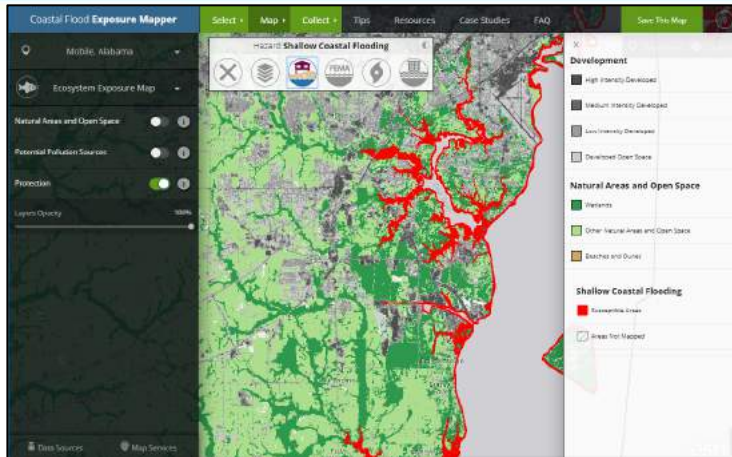 Coastal Flood Exposure Mapper
Select
Map
Collect
Tips
Resources
Case Studies
FAQ
Save This Map
Mobile, Alabama
Ecosystem Exposure Map
Natural Areas and Open Space
Potential Pollution Sources
Protection
Layers Opacity 100%
Data Sources
Map Services
Hazard: Shallow Coastal Flooding
FEMA
X
Development
High Intensity Developed
Medium Intensity Developed
Low Intensity Developed
Developed Open Space
Natural Areas and Open Space
Wetlands
Other Natural Areas and Open Space
Beaches and Dunes
Shallow Coastal Flooding
Susceptible Areas
Areas Not Mapped